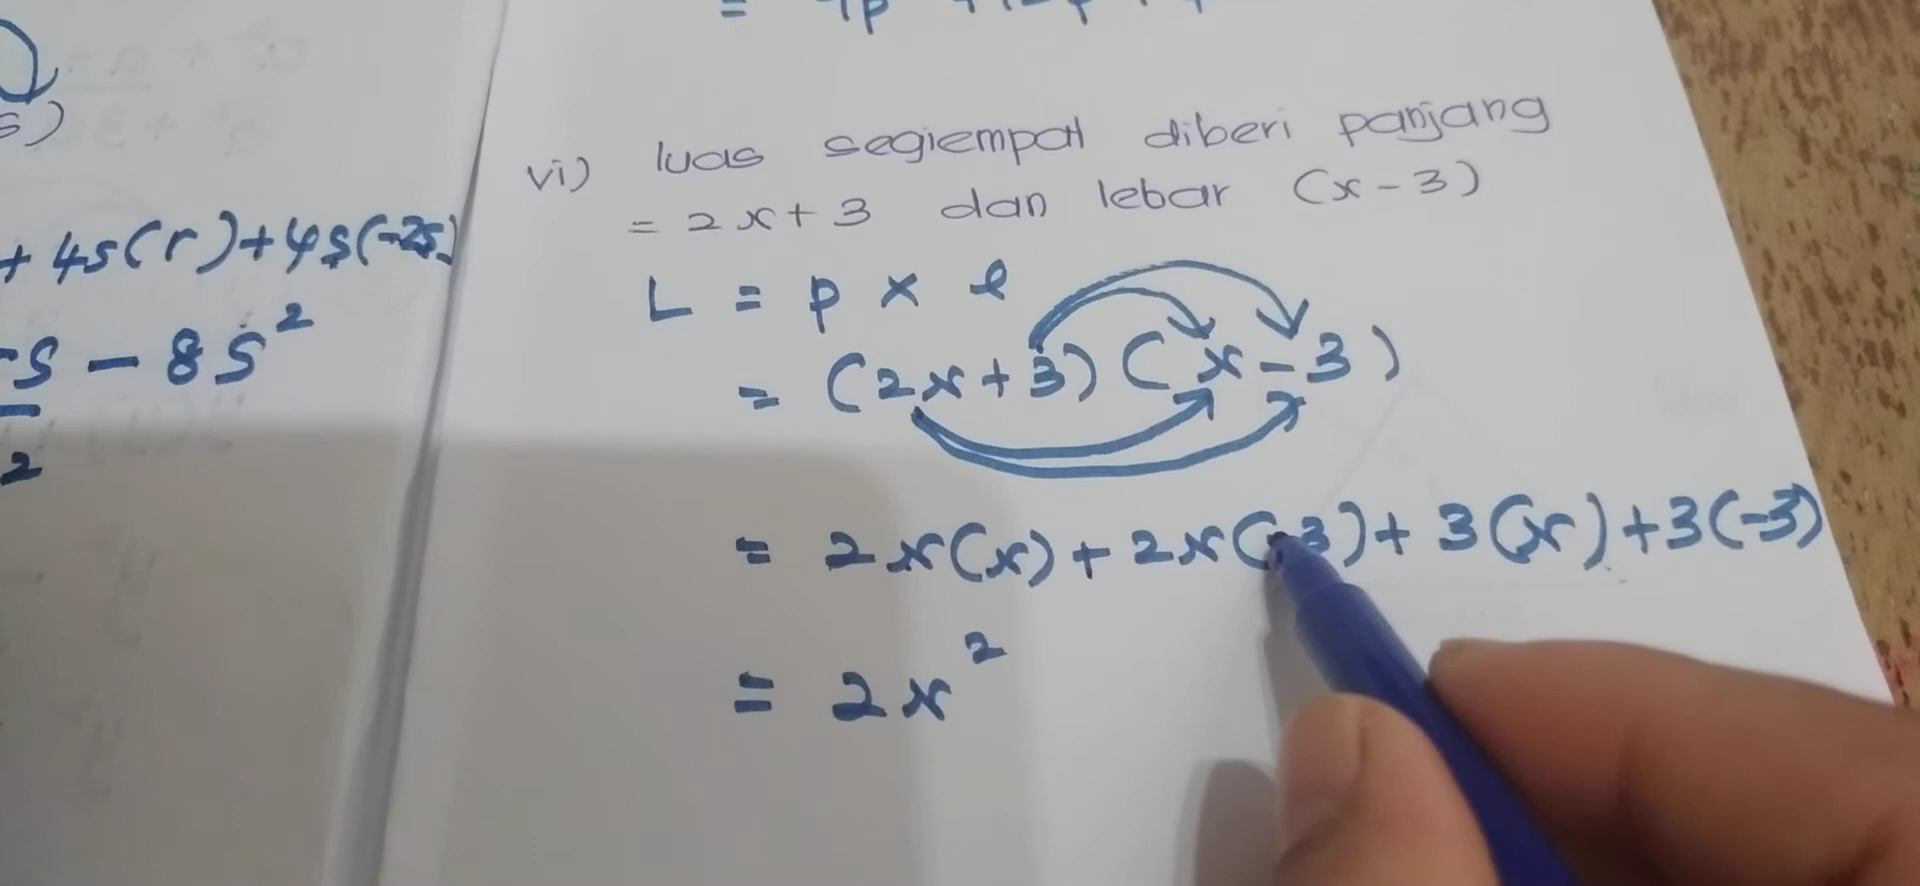 s)
+ 4s(r)+4s(-2s)
s - 8s²
2
vi) luas segiempat diberi panjang
= 2x+3 dan lebar (x-3)
L = p x l
= (2x+3)(x-3)
= 2x(x)+2x(-3)+3(x)+3(-3)
= 2x²